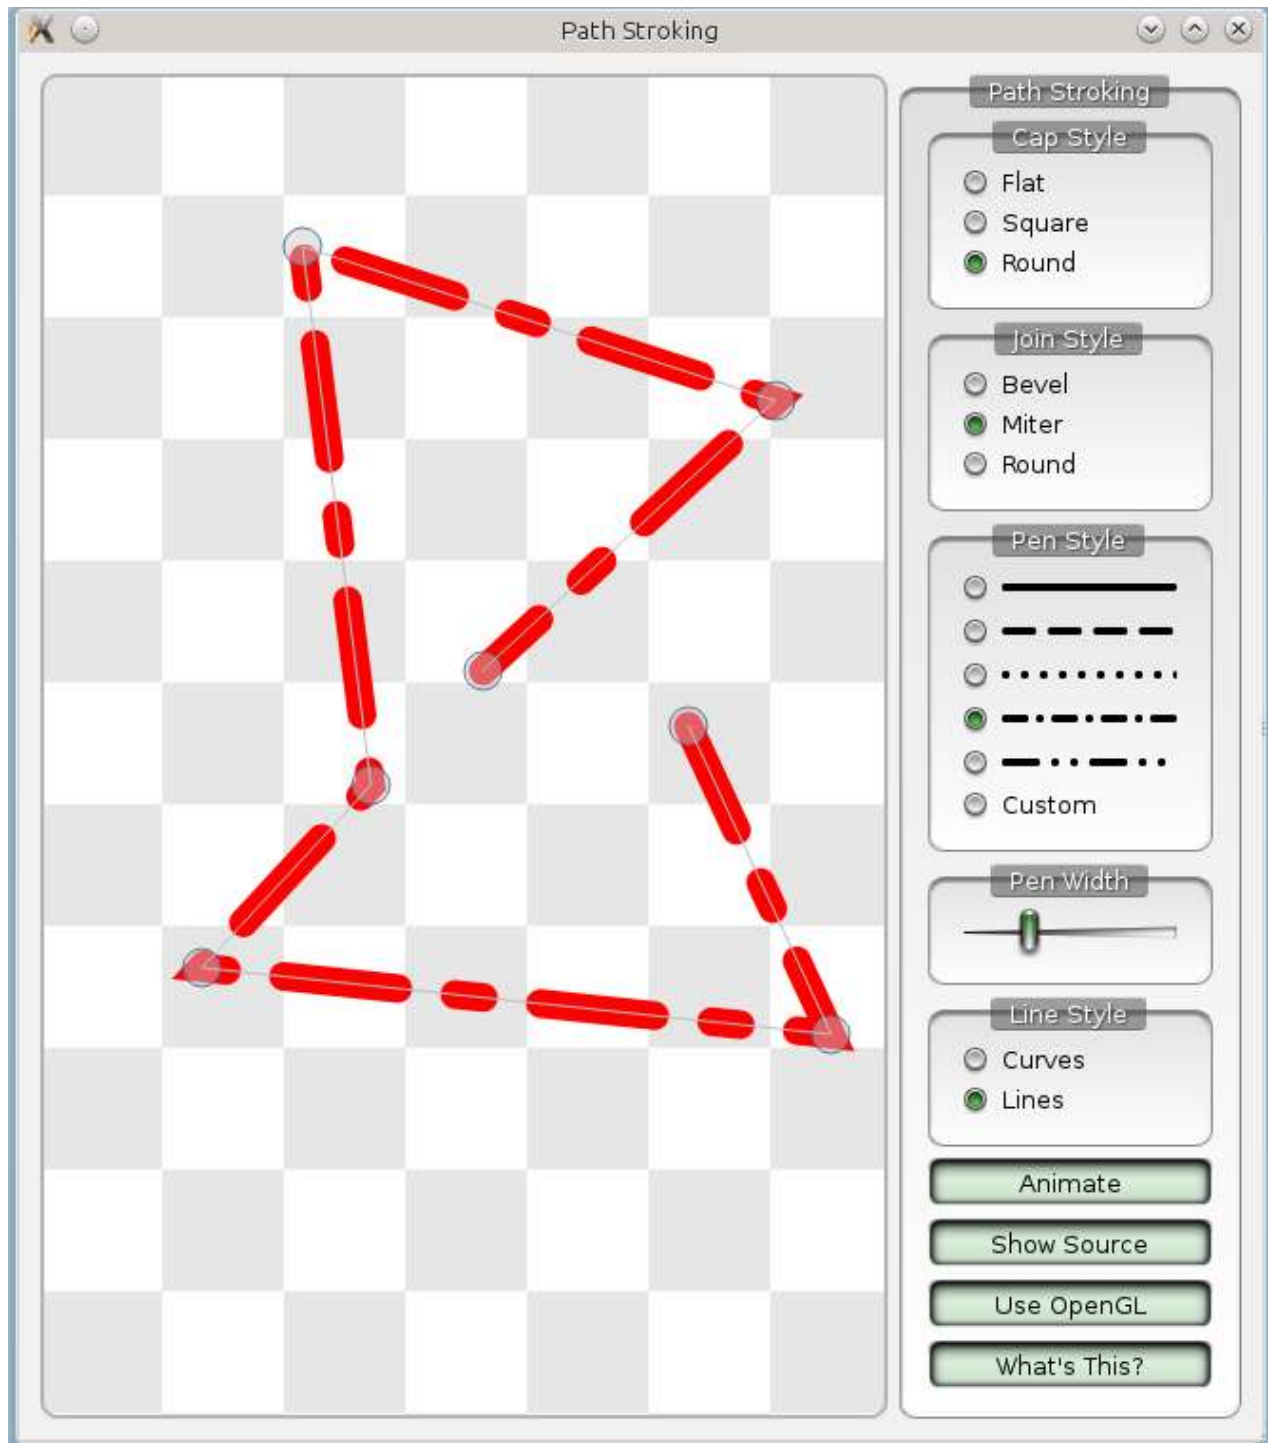 Path Stroking
Path Stroking
Cap Style
Flat
Square
Round
Join Style
Bevel
Miter
Round
Pen Style
Custom
Pen Width
Line Style
Curves
Lines
Animate
Show Source
Use OpenGL
What's This?